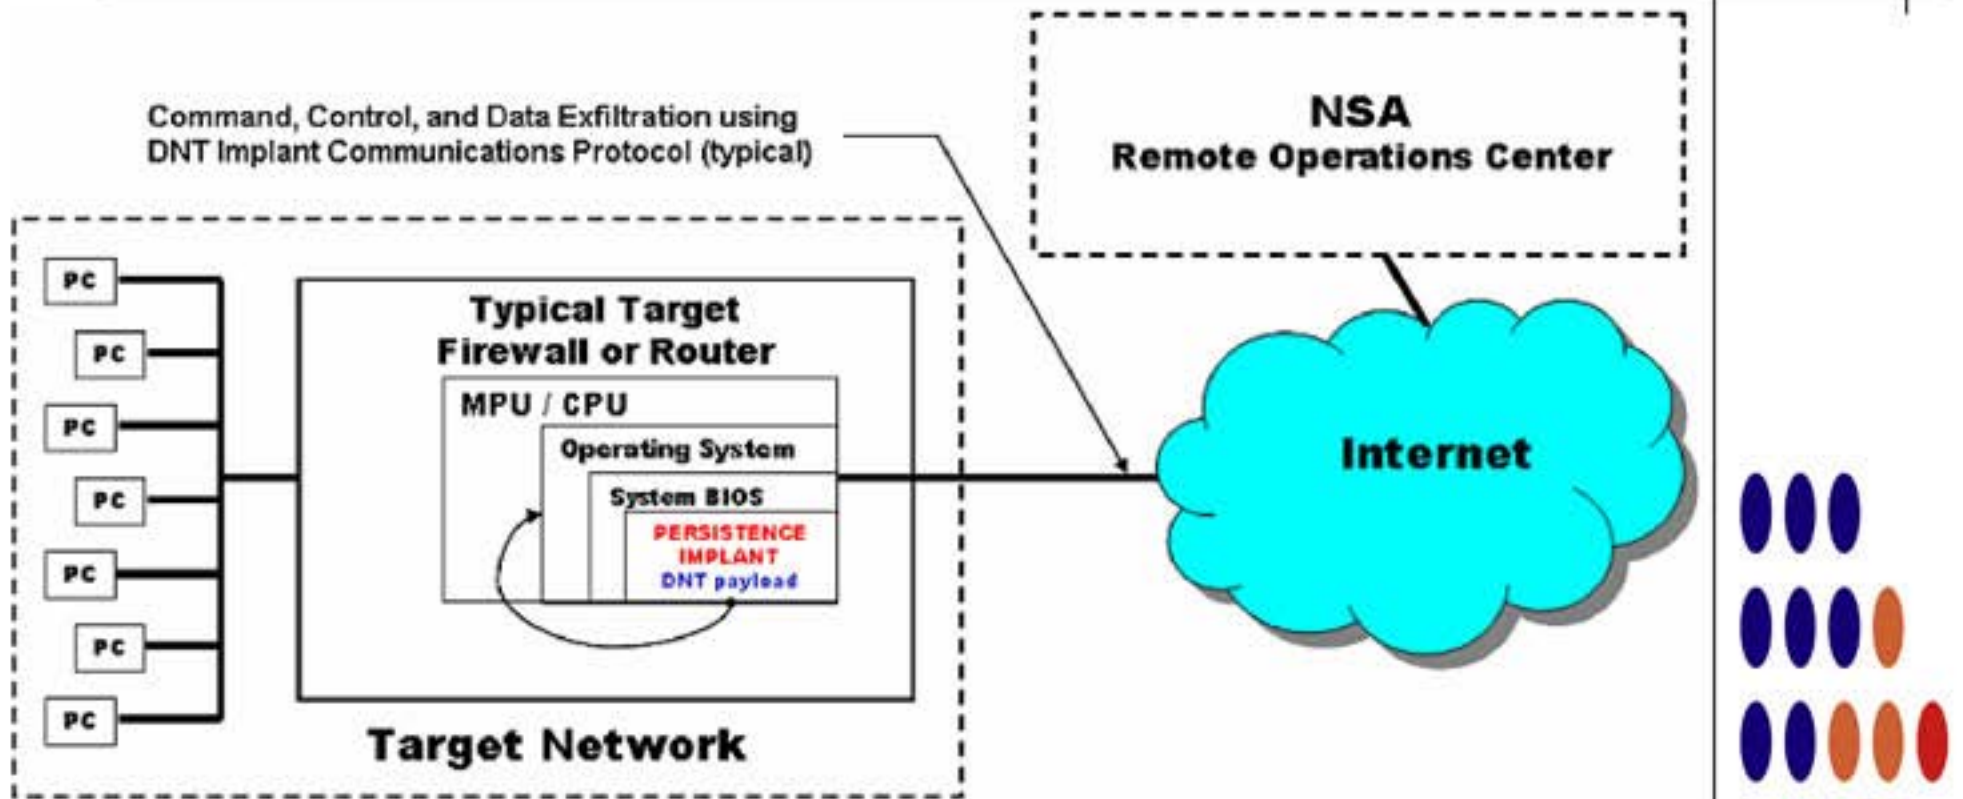 Command, Control, and Data Exfiltration using
DNT Implant Communications Protocol (typical)
NSA
Remote Operations Center
PC
PC
PC
PC
PC
PC
PC
Typical Target
Firewall or Router
MPU / CPU
Operating System
System BIOS
PERSISTENCE
IMPLANT
DNT payload
Internet
Target Network